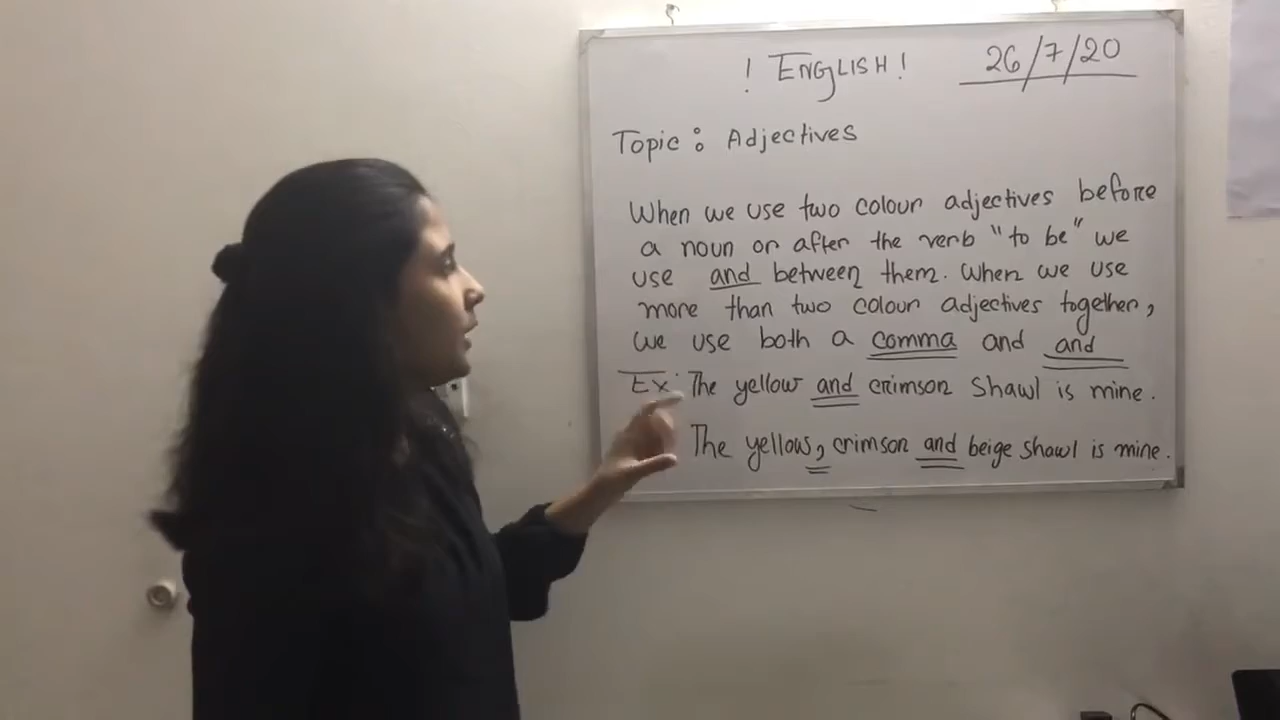 ! ENGLISH ! 26/7/20
Topic : Adjectives
When we use two colour adjectives before
a noun or after the verb "to be" we
use and between them. When we use
more than two colour adjectives together,
we use both a comma and and
Ex: The yellow and crimson Shawl is mine.
The yellow, crimson and beige shawl is mine.